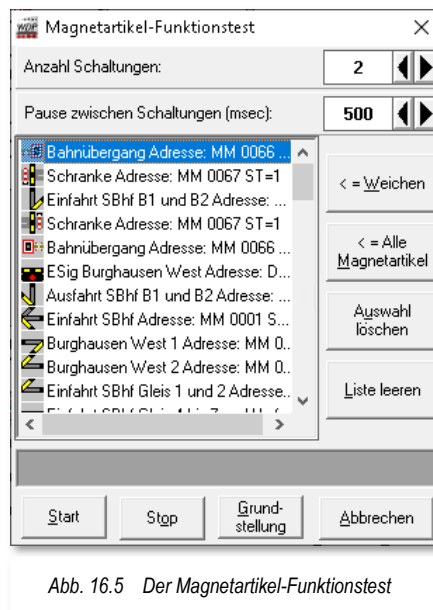 WDP Magnetartikel-Funktionstest
Anzahl Schaltungen: 2
Pause zwischen Schaltungen (msec): 500
Bahnübergang Adresse: MM 0066 ...
Schranke Adresse: MM 0067 ST=1
Einfahrt SBhf B1 und B2 Adresse: ...
Schranke Adresse: MM 0067 ST=1
Bahnübergang Adresse: MM 0066 ...
ESig Burghausen West Adresse: D...
Ausfahrt SBhf B1 und B2 Adresse: ...
Einfahrt SBhf Adresse: MM 0001 S...
Burghausen West 1 Adresse: MM 0..
Burghausen West 2 Adresse: MM 0..
Einfahrt SBhf Gleis 1 und 2 Adresse..
< = Weichen
< = Alle
Magnetartikel
Auswahl
löschen
Liste leeren
Start
Stop
Grund-
stellung
Abbrechen
Abb. 16.5 Der Magnetartikel-Funktionstest